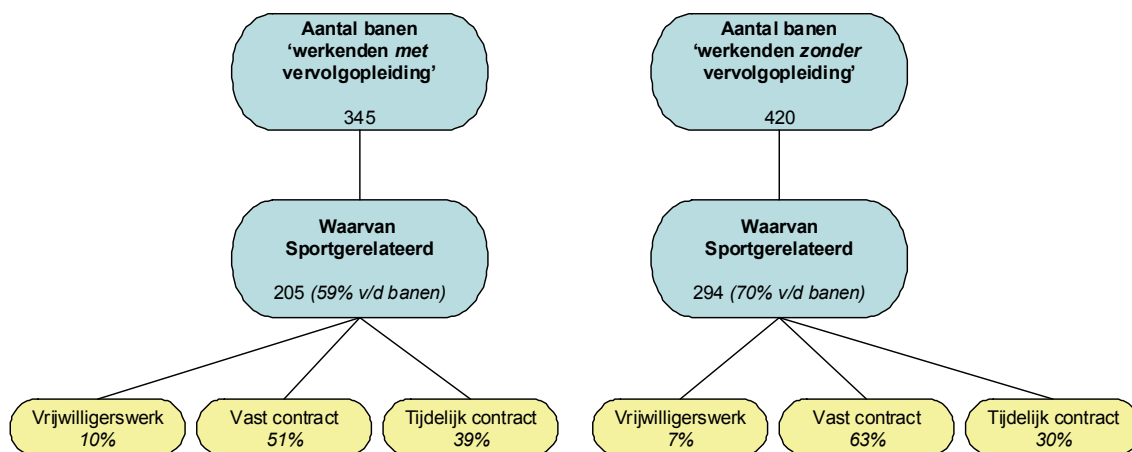 Aantal banen
‘werkenden met
vervolgopleiding’
345
Waarvan
Sportgerelateerd
205 (59% v/d banen)
Vrijwilligerswerk
10%
Vast contract
51%
Tijdelijk contract
39%
Aantal banen
‘werkenden zonder
vervolgopleiding’
420
Waarvan
Sportgerelateerd
294 (70% v/d banen)
Vrijwilligerswerk
7%
Vast contract
63%
Tijdelijk contract
30%